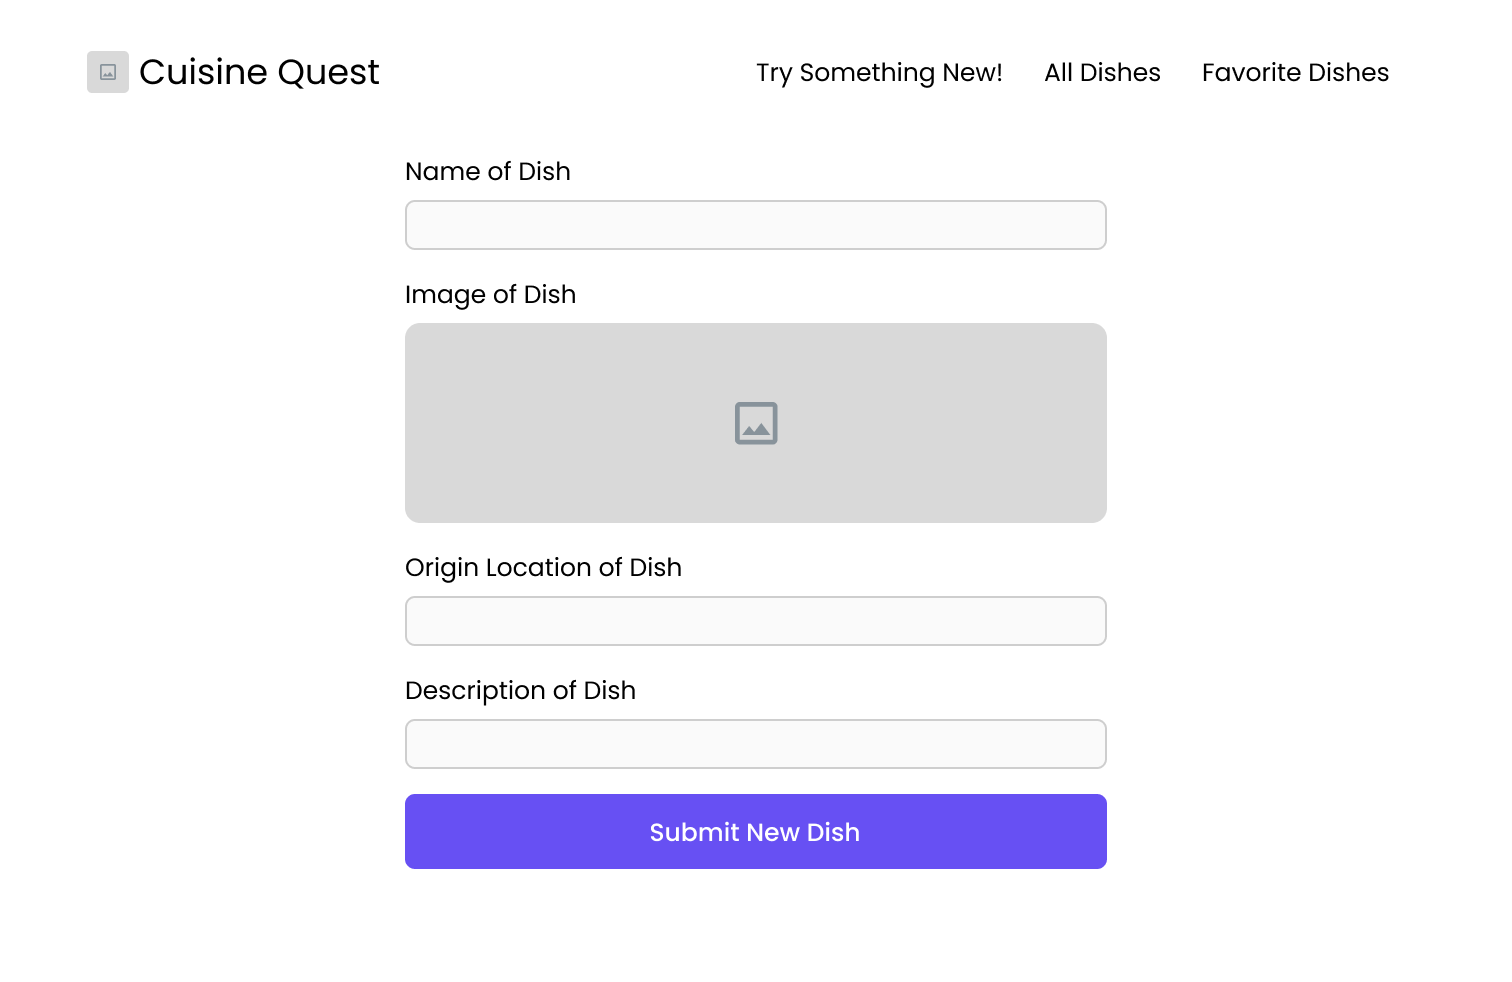 Cuisine Quest
Try Something New!
All Dishes
Favorite Dishes
Name of Dish
Image of Dish
Origin Location of Dish
Description of Dish
Submit New Dish